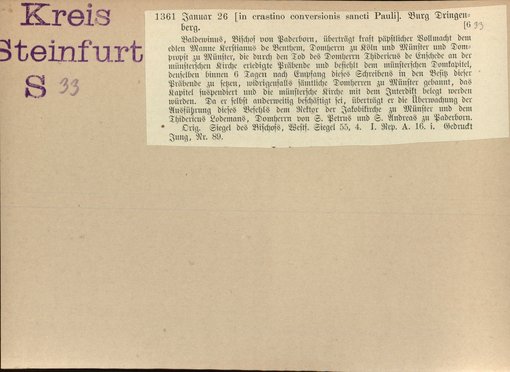 Kreis
Steinfurt
S 33
1361 Januar 26 [in crastino conversionis sancti Pauli]. Burg Dringen-
berg. [6 33
Baldewinus, Bischof von Paderborn, überträgt kraft päpstlicher Vollmacht dem
edlen Manne Kerstianus de Benthem, Domherrn zu Köln und Münster und Dom-
propst zu Münster, die durch den Tod des Domherrn Thidericus de Enschede an der
münsterschen Kirche erledigte Präbende und befiehlt dem münsterschen Domkapitel,
denselben binnen 6 Tagen nach Empfang dieses Schreibens in den Besitz dieser
Präbende zu setzen, widrigenfalls sämtliche Domherren zu Münster gebannt, das
Kapitel suspendiert und die münstersche Kirche mit dem Interdikt belegt werden
würden. Da er selbst anderweitig beschäftigt sei, überträgt er die Überwachung der
Ausführung dieses Befehls dem Rektor der Jakobikirche zu Münster und dem
Thidericus Lodemans, Domherrn von S. Petrus und S. Andreas zu Paderborn.
Orig. Siegel des Bischofs, Westf. Siegel 55, 4. I. Rep. A. 16. i. Gedruckt
Jung, Nr. 89.